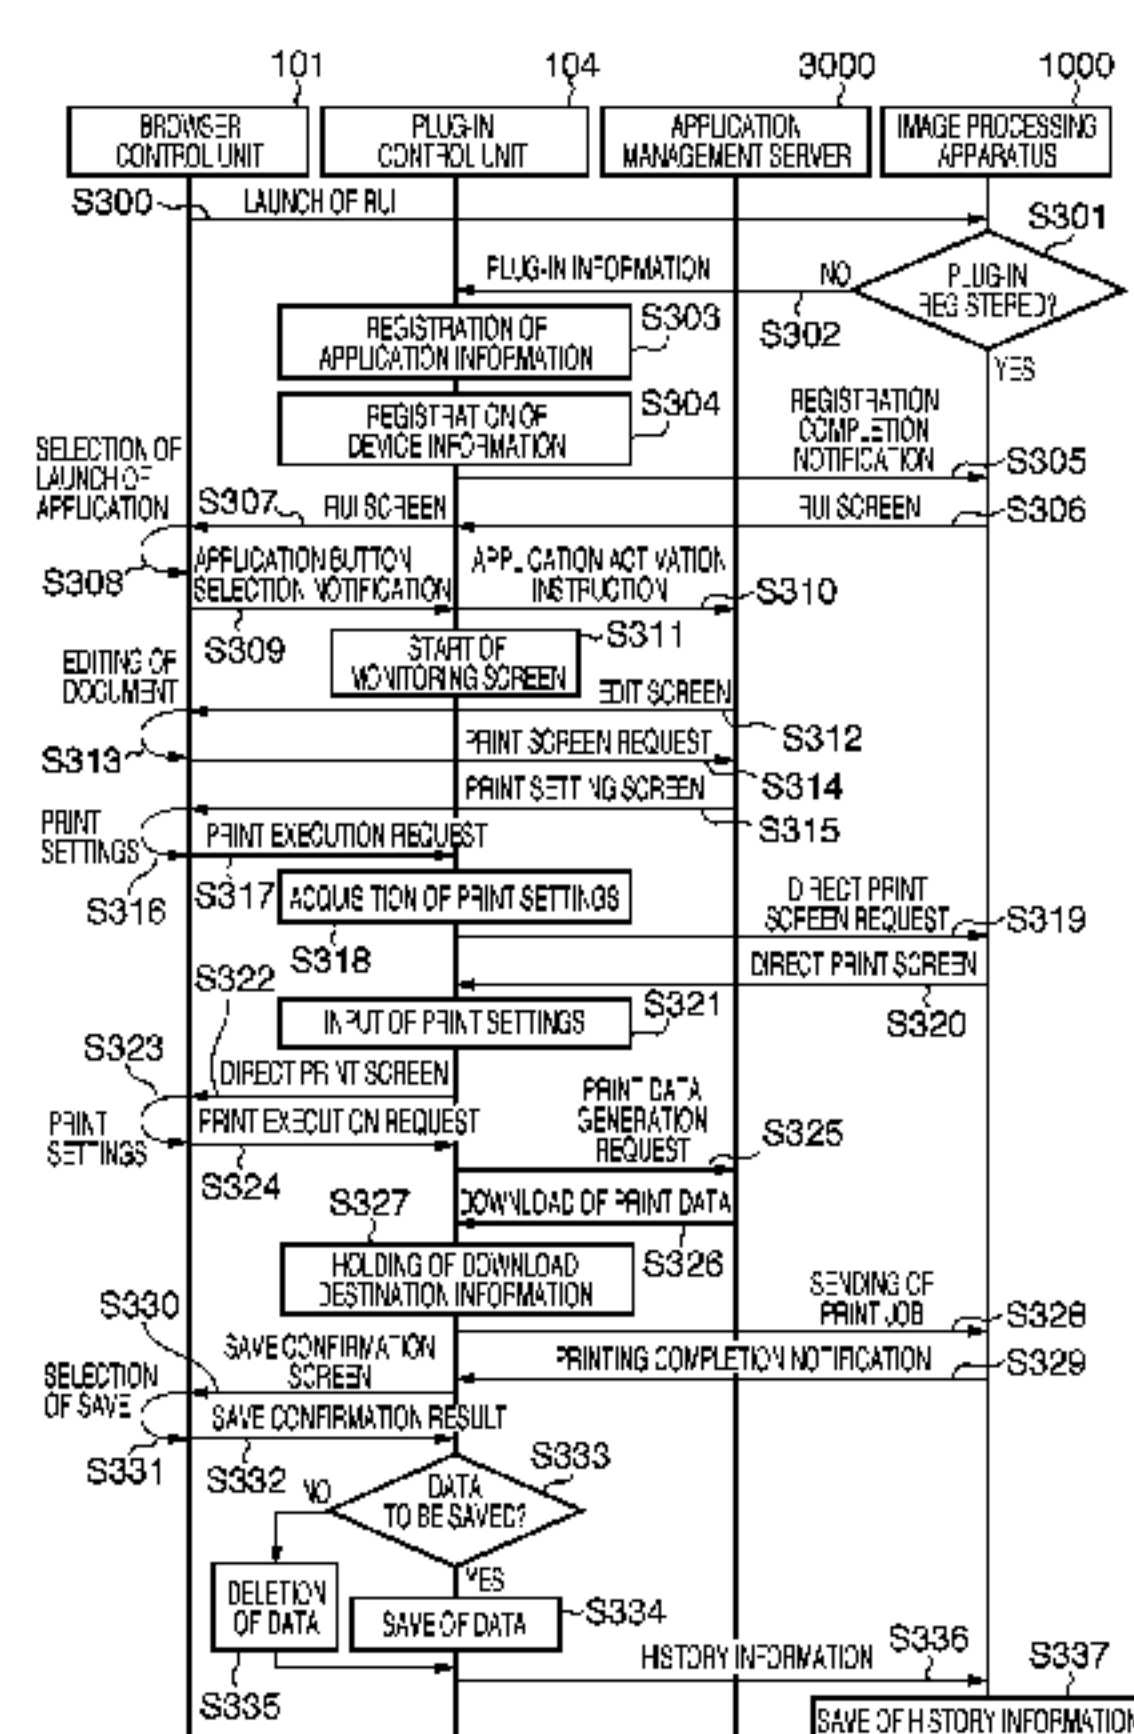 101
104
3000
1000
BROWSER
CONTROL UNIT
PLUG-IN
CONTROL UNIT
APPLICATION
MANAGEMENT SERVER
IMAGE PROCESSING
APPARATUS
S300
LAUNCH OF RUI
S301
PLUG-IN
REGISTERED?
PLUG-IN INFORMATION
NO
S302
YES
REGISTRATION OF
APPLICATION INFORMATION
S303
REGISTRATION OF
DEVICE INFORMATION
S304
REGISTRATION
COMPLETION
NOTIFICATION
S305
SELECTION OF
LAUNCH OF
APPLICATION
S307
RUI SCREEN
RUI SCREEN
S306
S308
APPLICATION BUTTON
SELECTION NOTIFICATION
S309
APPLICATION ACTIVATION
INSTRUCTION
S310
START OF
MONITORING SCREEN
S311
EDITING OF
DOCUMENT
EDIT SCREEN
S312
S313
PRINT SCREEN REQUEST
S314
PRINT SETTING SCREEN
S315
PRINT
SETTINGS
S316
PRINT EXECUTION REQUEST
S317
ACQUISITION OF PRINT SETTINGS
S318
DIRECT PRINT
SCREEN REQUEST
S319
DIRECT PRINT SCREEN
S320
INPUT OF PRINT SETTINGS
S321
S322
DIRECT PRINT SCREEN
S323
PRINT
SETTINGS
PRINT EXECUTION REQUEST
S324
PRINT DATA
GENERATION
REQUEST
S325
DOWNLOAD OF PRINT DATA
S326
S327
HOLDING OF DOWNLOAD
DESTINATION INFORMATION
SENDING OF
PRINT JOB
S328
PRINTING COMPLETION NOTIFICATION
S329
S330
SAVE CONFIRMATION
SCREEN
SELECTION
OF SAVE
S331
SAVE CONFIRMATION RESULT
S332
S333
DATA
TO BE SAVED?
NO
YES
DELETION
OF DATA
S335
SAVE OF DATA
S334
HISTORY INFORMATION
S336
S337
SAVE OF HISTORY INFORMATION